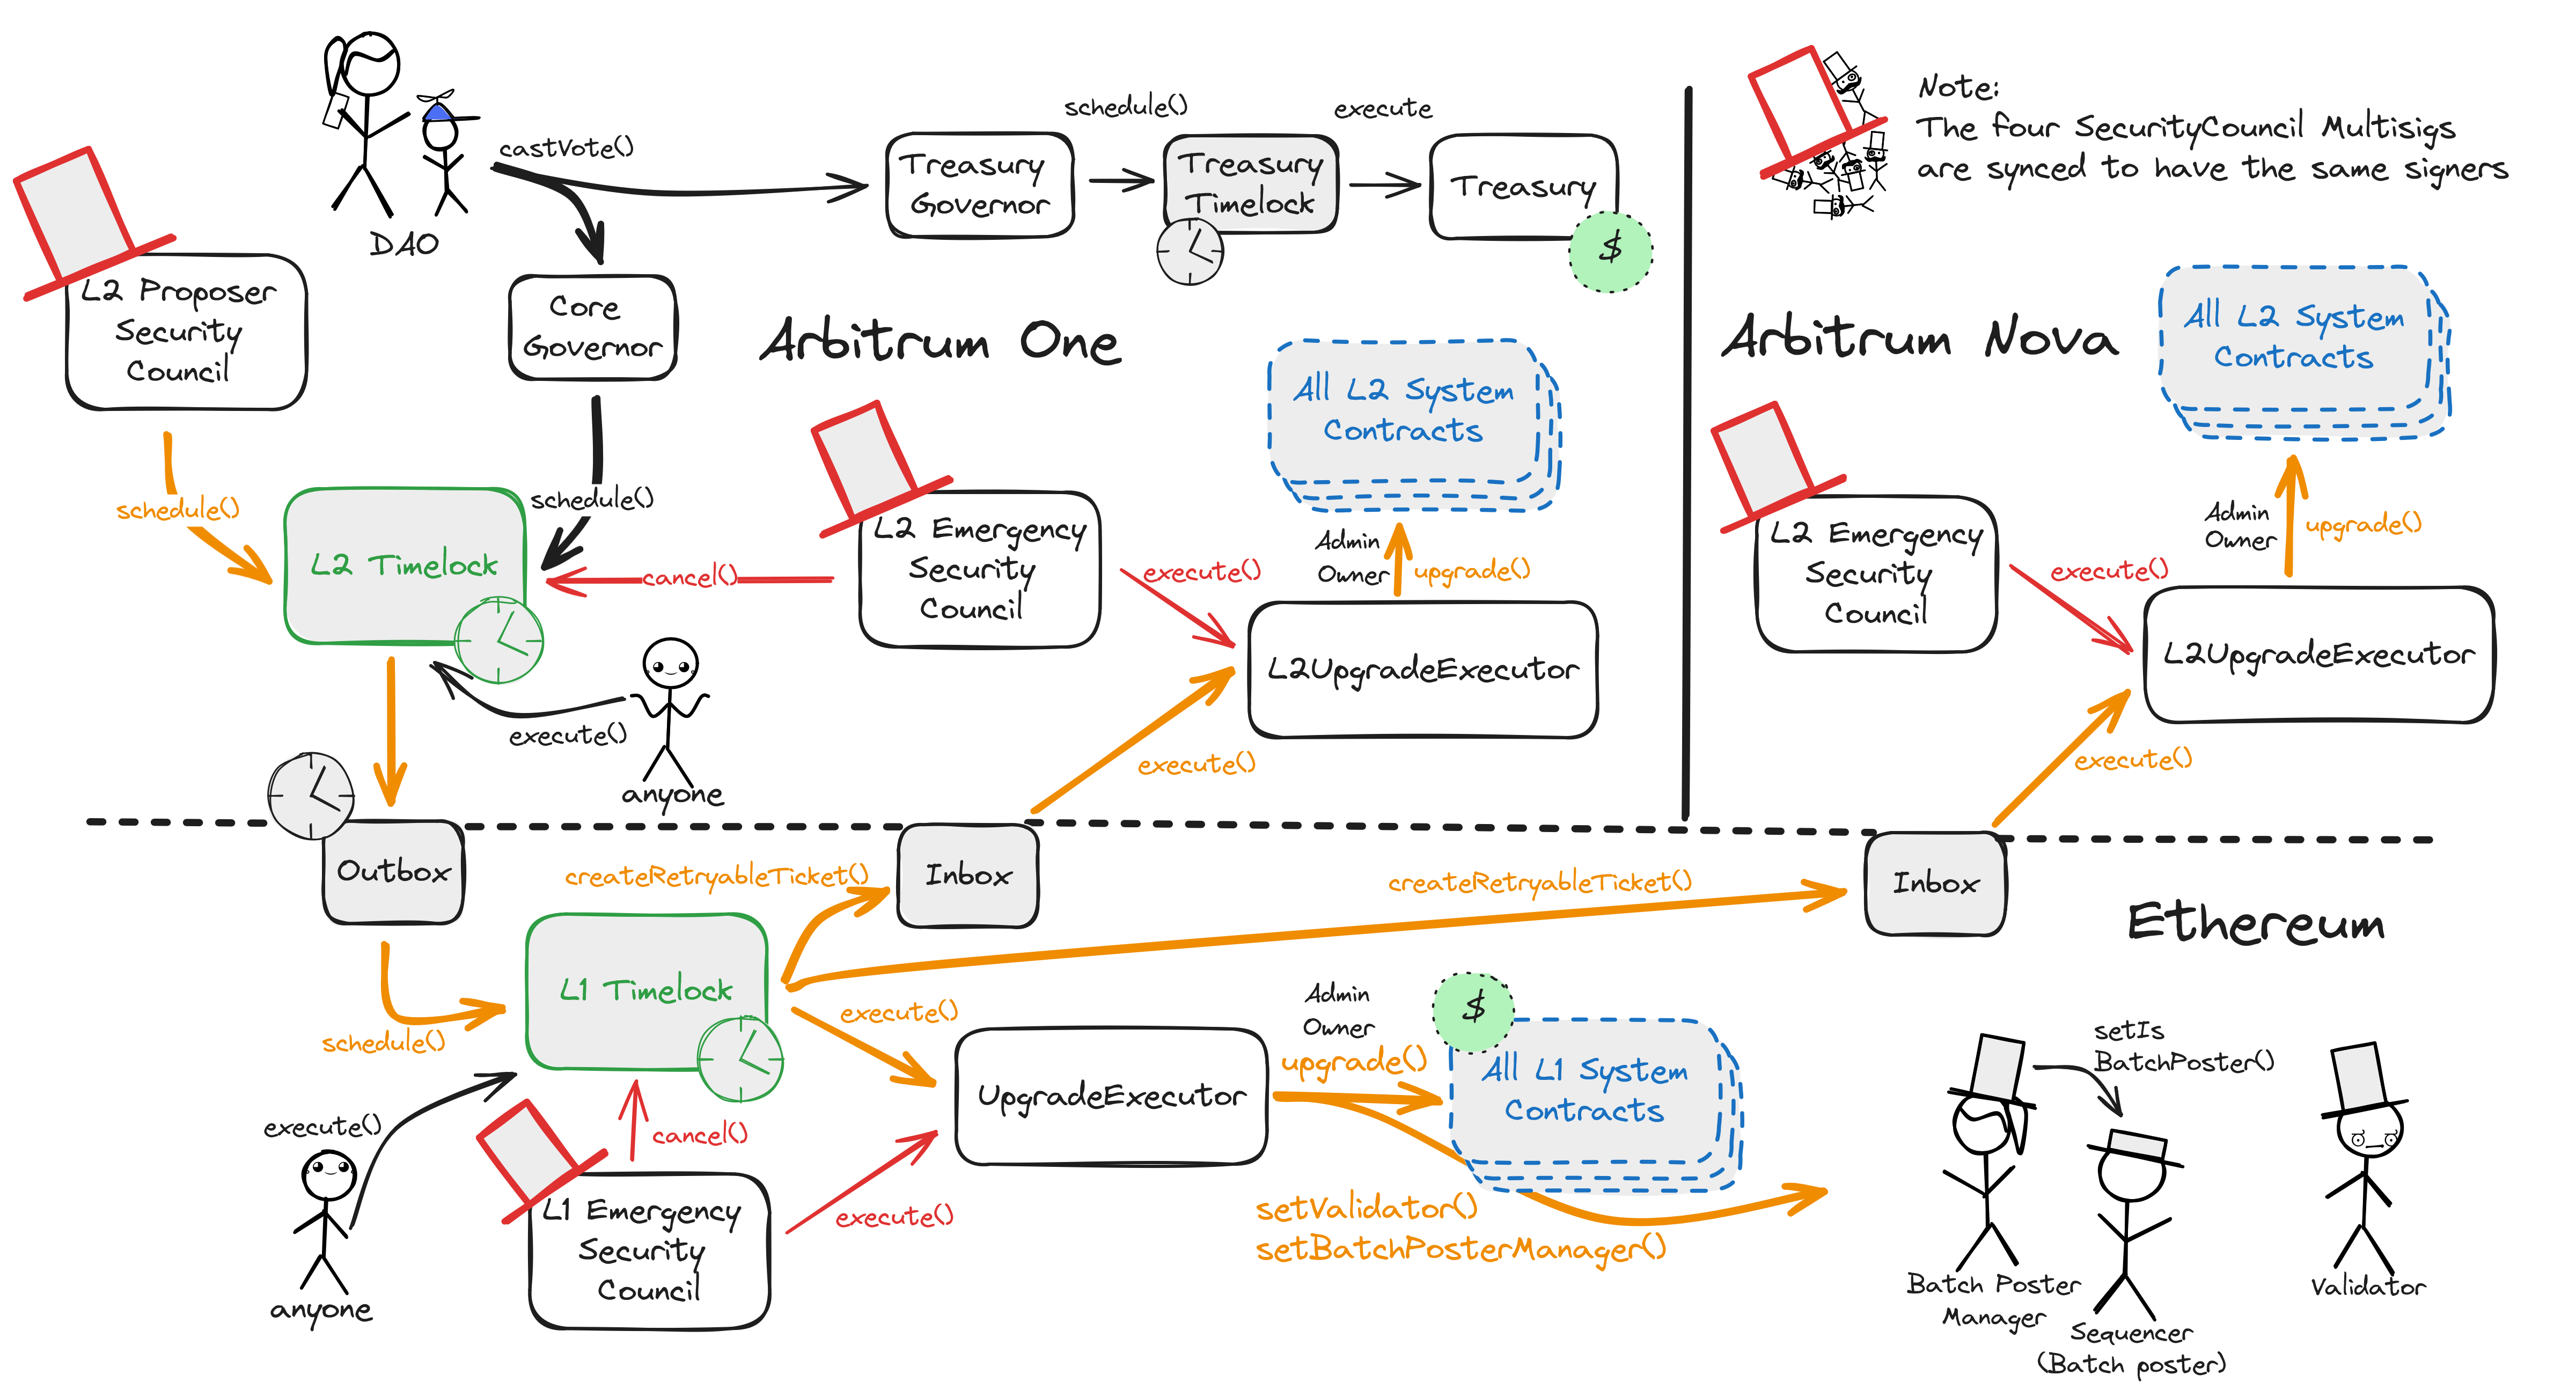 DAO
castVote()
Treasury
Governor
schedule()
Treasury
Timelock
execute
Treasury
$
Note:
The four SecurityCouncil Multisigs
are synced to have the same signers
L2 Proposer
Security
Council
Core
Governor
Arbitrum One
All L2 System
Contracts
Arbitrum Nova
All L2 System
Contracts
schedule()
schedule()
L2 Timelock
cancel()
L2 Emergency
Security
Council
execute()
Admin
Owner
upgrade()
L2UpgradeExecutor
execute()
execute()
anyone
L2 Emergency
Security
Council
execute()
Admin
Owner
upgrade()
L2UpgradeExecutor
execute()
Outbox
createRetryableTicket()
Inbox
createRetryableTicket()
Inbox
Ethereum
schedule()
L1 Timelock
execute()
execute()
anyone
cancel()
L1 Emergency
Security
Council
execute()
UpgradeExecutor
Admin
Owner
upgrade()
$
All L1 System
Contracts
setValidator()
setBatchPosterManager()
setIs
BatchPoster()
Batch Poster
Manager
Sequencer
(Batch poster)
Validator